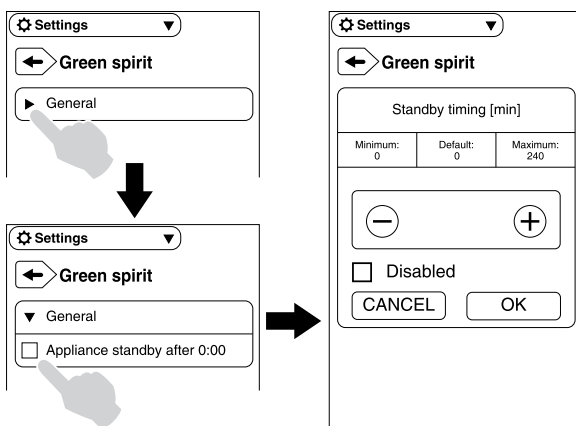 Settings
Green spirit
General
Settings
Green spirit
General
Appliance standby after 0:00
Settings
Green spirit
Standby timing [min]
Minimum: Default: Maximum:
0 0 240
Disabled
CANCEL OK